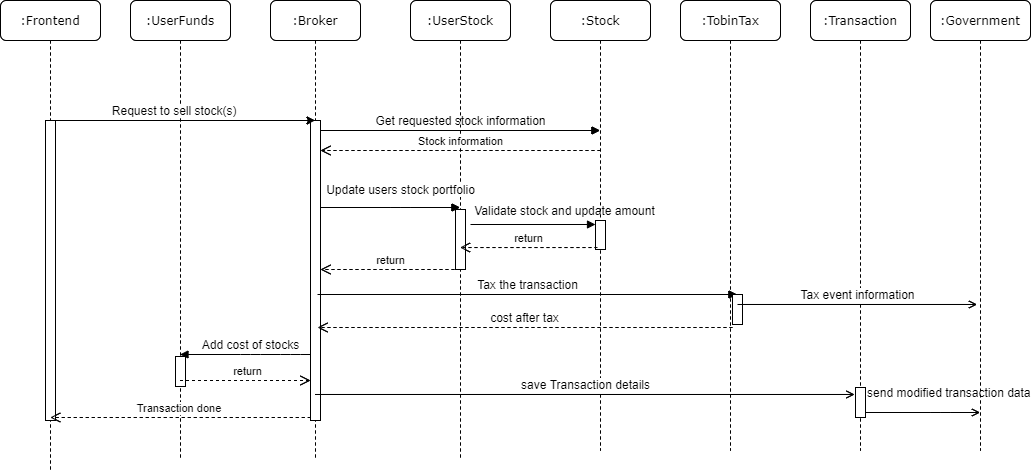 :Frontend
:UserFunds
:Broker
:UserStock
:Stock
:TobinTax
:Transaction
:Government
Request to sell stock(s)
Get requested stock information
Stock information
Update users stock portfolio
Validate stock and update amount
return
return
Tax the transaction
Tax event information
cost after tax
Add cost of stocks
return
save Transaction details
send modified transaction data
Transaction done